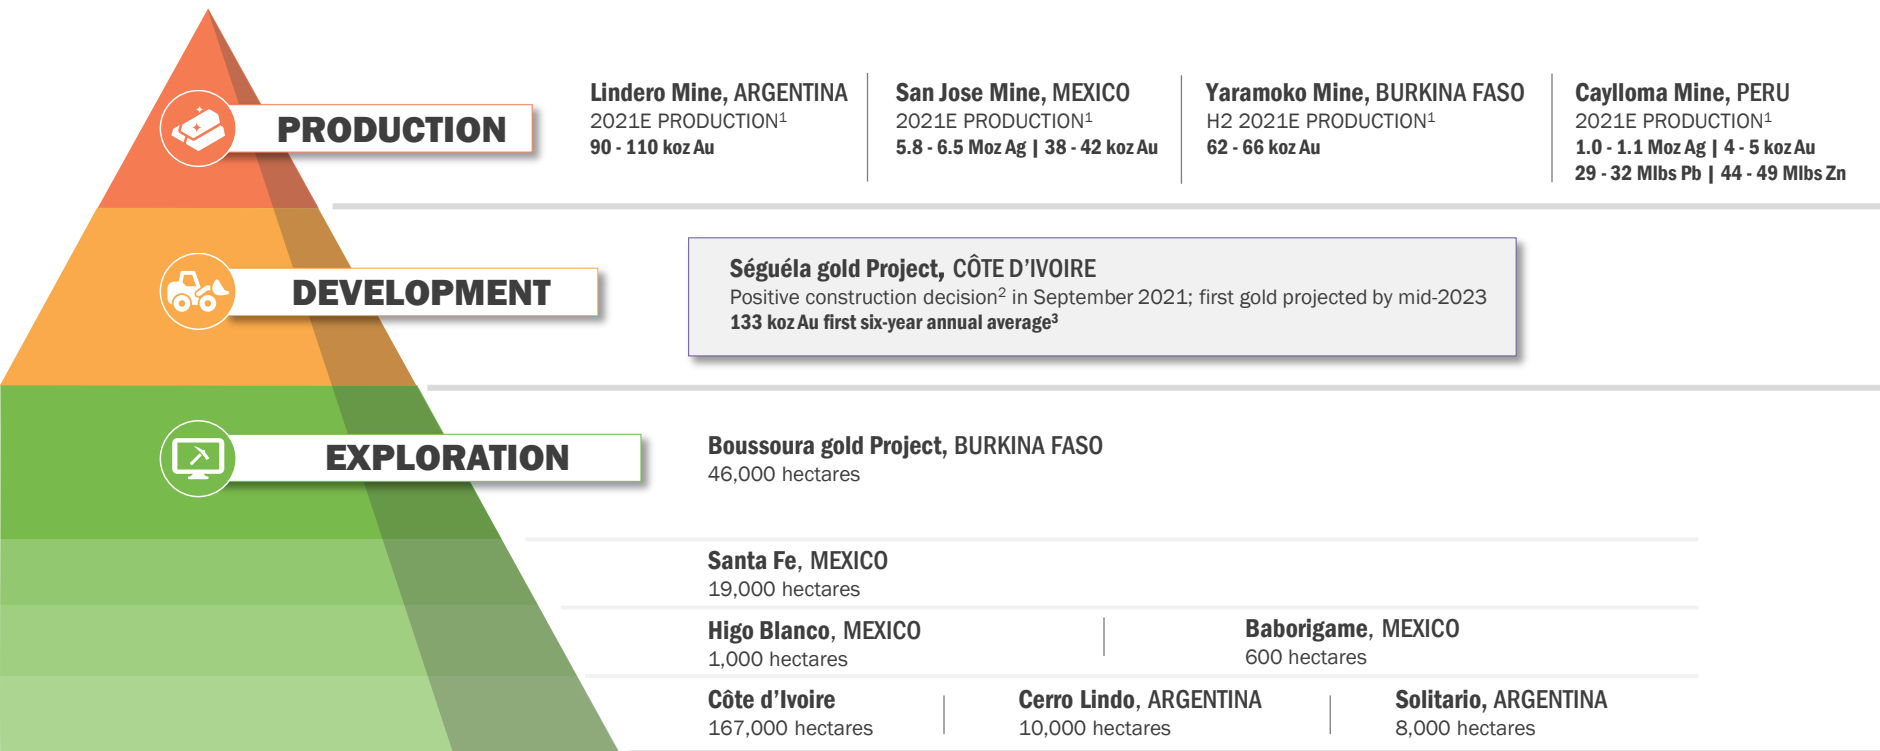 PRODUCTION
Lindero Mine, ARGENTINA
2021E PRODUCTION¹
90 - 110 koz Au
San Jose Mine, MEXICO
2021E PRODUCTION¹
5.8 - 6.5 Moz Ag | 38 - 42 koz Au
Yaramoko Mine, BURKINA FASO
H2 2021E PRODUCTION¹
62 - 66 koz Au
Caylloma Mine, PERU
2021E PRODUCTION¹
1.0 - 1.1 Moz Ag | 4 - 5 koz Au
29 - 32 Mlbs Pb | 44 - 49 Mlbs Zn
DEVELOPMENT
Séguéla gold Project, CÔTE D'IVOIRE
Positive construction decision² in September 2021; first gold projected by mid-2023
133 koz Au first six-year annual average³
EXPLORATION
Boussoura gold Project, BURKINA FASO
46,000 hectares
Santa Fe, MEXICO
19,000 hectares
Higo Blanco, MEXICO
1,000 hectares
Baborigame, MEXICO
600 hectares
Côte d'Ivoire
167,000 hectares
Cerro Lindo, ARGENTINA
10,000 hectares
Solitario, ARGENTINA
8,000 hectares